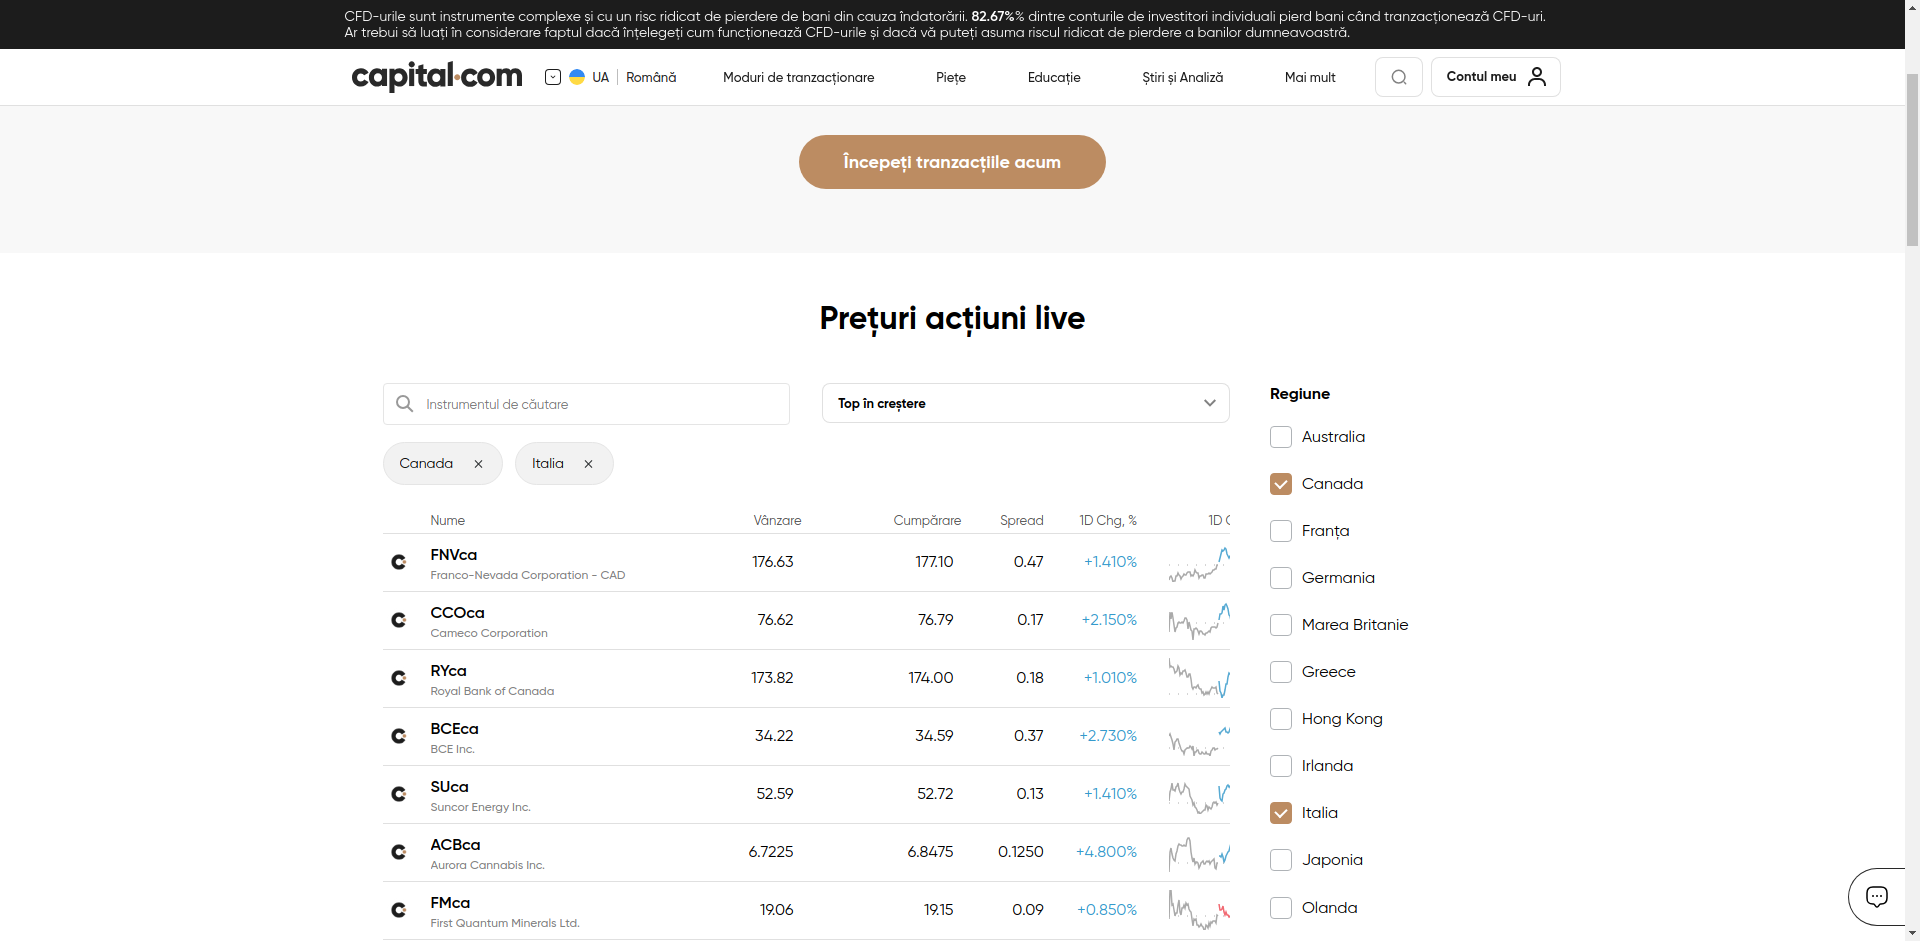 CFD-urile sunt instrumente complexe și cu un risc ridicat de pierdere de bani din cauza îndatorării. 82.67%% dintre conturile de investitori individuali pierd bani când tranzacționează CFD-uri.
Ar trebui să luați în considerare faptul dacă înțelegeți cum funcționează CFD-urile și dacă vă puteți asuma riscul ridicat de pierdere a banilor dumneavoastră.
capital.com UA Română Moduri de tranzacționare Piețe Educație Știri și Analiză Mai mult Contul meu
Începeți tranzacțiile acum
Prețuri acțiuni live
Instrumentul de căutare Top în creștere
Canada Italia
Nume Vânzare Cumpărare Spread 1D Chg, % 1D
FNVca 176.63 177.10 0.47 +1.410%
Franco-Nevada Corporation - CAD
CCOca 76.62 76.79 0.17 +2.150%
Cameco Corporation
RYca 173.82 174.00 0.18 +1.010%
Royal Bank of Canada
BCEca 34.22 34.59 0.37 +2.730%
BCE Inc.
SUca 52.59 52.72 0.13 +1.410%
Suncor Energy Inc.
ACBca 6.7225 6.8475 0.1250 +4.800%
Aurora Cannabis Inc.
FMca 19.06 19.15 0.09 +0.850%
First Quantum Minerals Ltd.
Regiune
Australia
Canada
Franța
Germania
Marea Britanie
Greece
Hong Kong
Irlanda
Italia
Japonia
Olanda